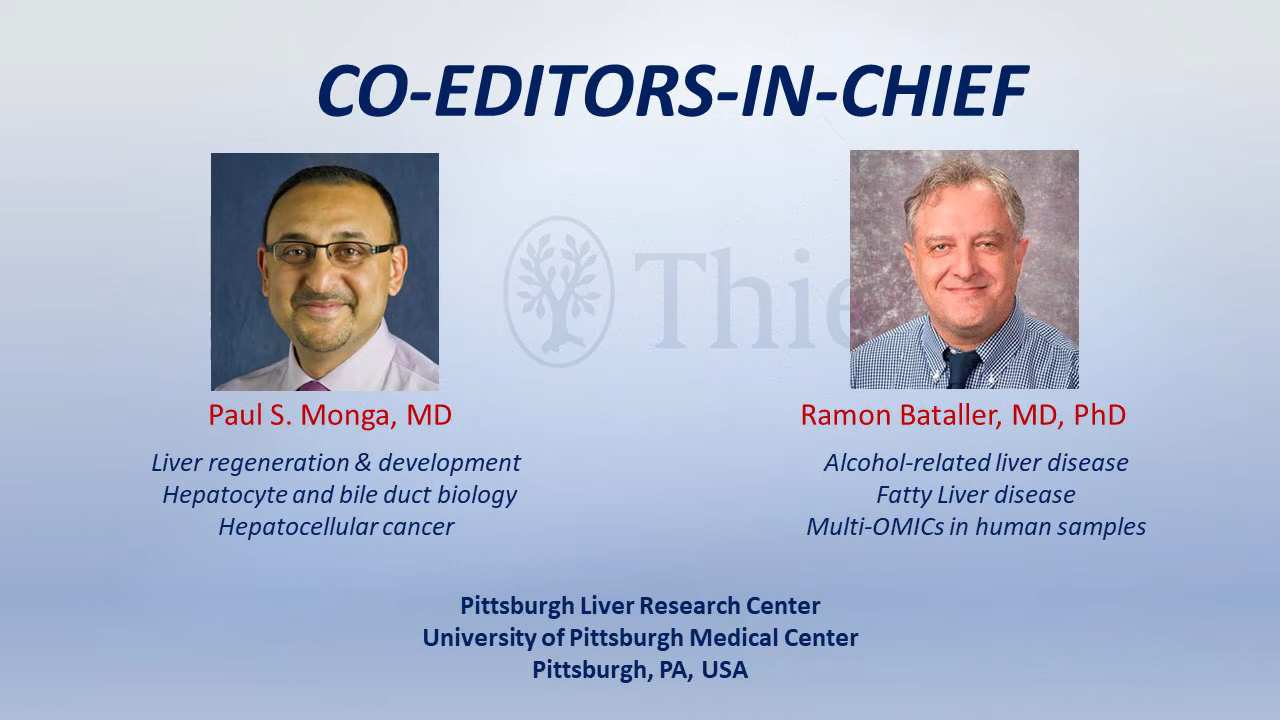 CO-EDITORS-IN-CHIEF
Thie
Paul S. Monga, MD
Liver regeneration & development
Hepatocyte and bile duct biology
Hepatocellular cancer
Ramon Bataller, MD, PhD
Alcohol-related liver disease
Fatty Liver disease
Multi-OMICs in human samples
Pittsburgh Liver Research Center
University of Pittsburgh Medical Center
Pittsburgh, PA, USA